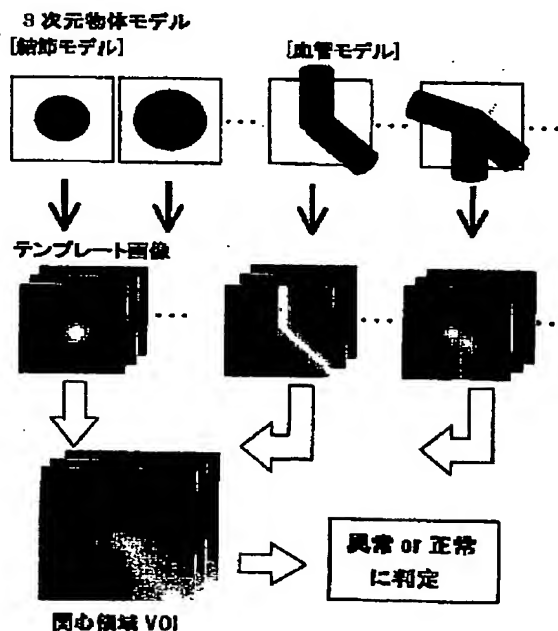 3次元物体モデル
[結節モデル]
[血管モデル]
テンプレート画像
異常 or 正常
に判定
関心領域 VOI